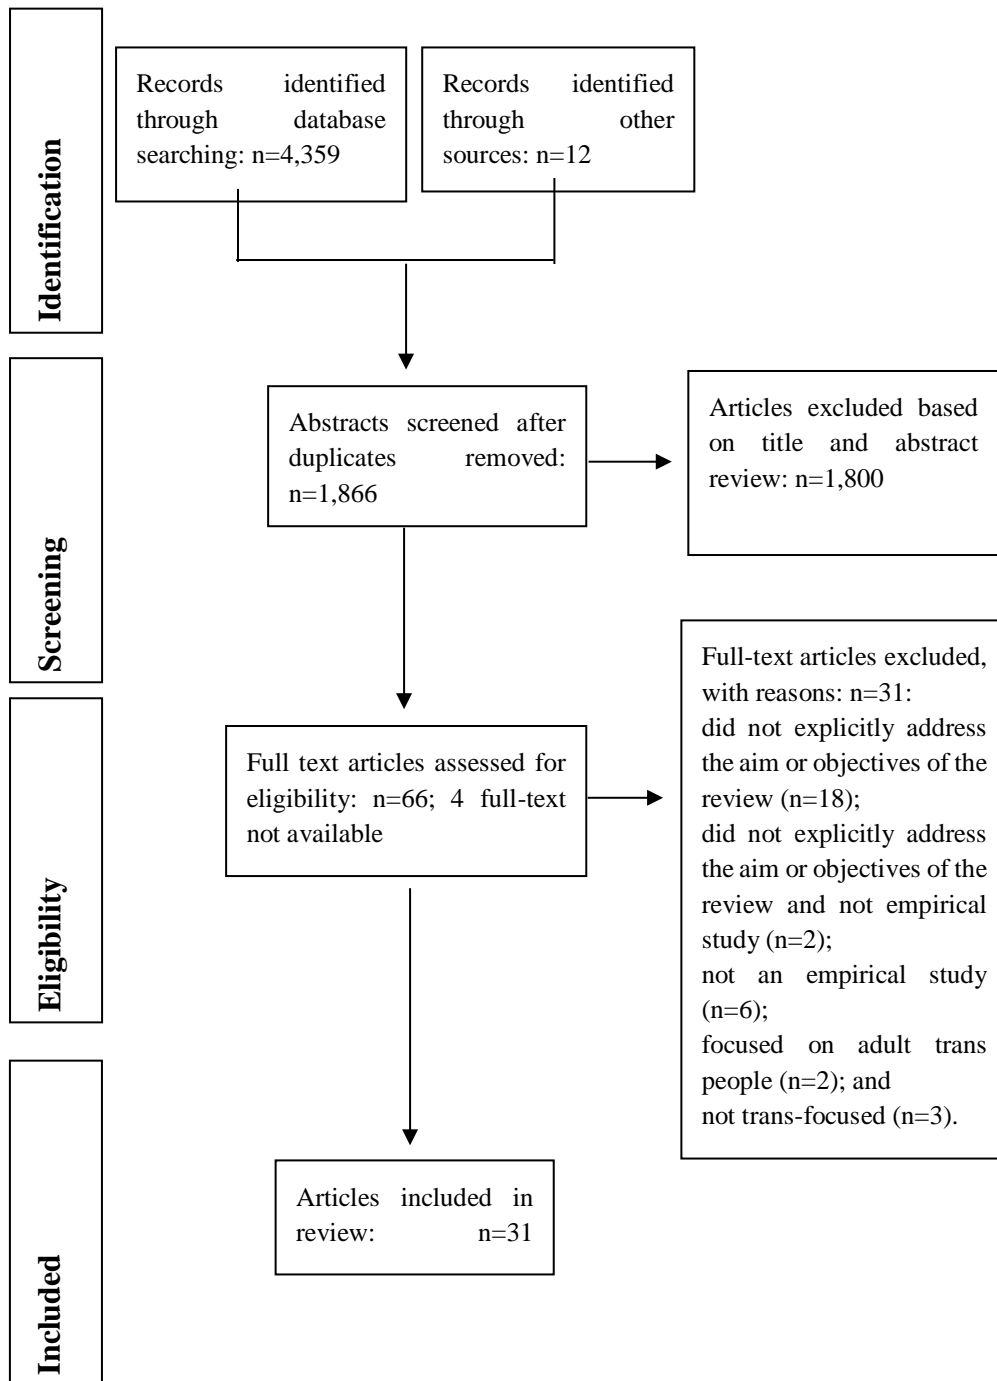 Identification
Records identified
through database
searching: n=4,359
Records identified
through other
sources: n=12
Screening
Abstracts screened after
duplicates removed:
n=1,866
Articles excluded based
on title and abstract
review: n=1,800
Eligibility
Full text articles assessed for
eligibility: n=66; 4 full-text
not available
Full-text articles excluded,
with reasons: n=31:
did not explicitly address
the aim or objectives of the
review (n=18);
did not explicitly address
the aim or objectives of the
review and not empirical
study (n=2);
not an empirical study
(n=6);
focused on adult trans
people (n=2); and
not trans-focused (n=3).
Included
Articles included in
review: n=31